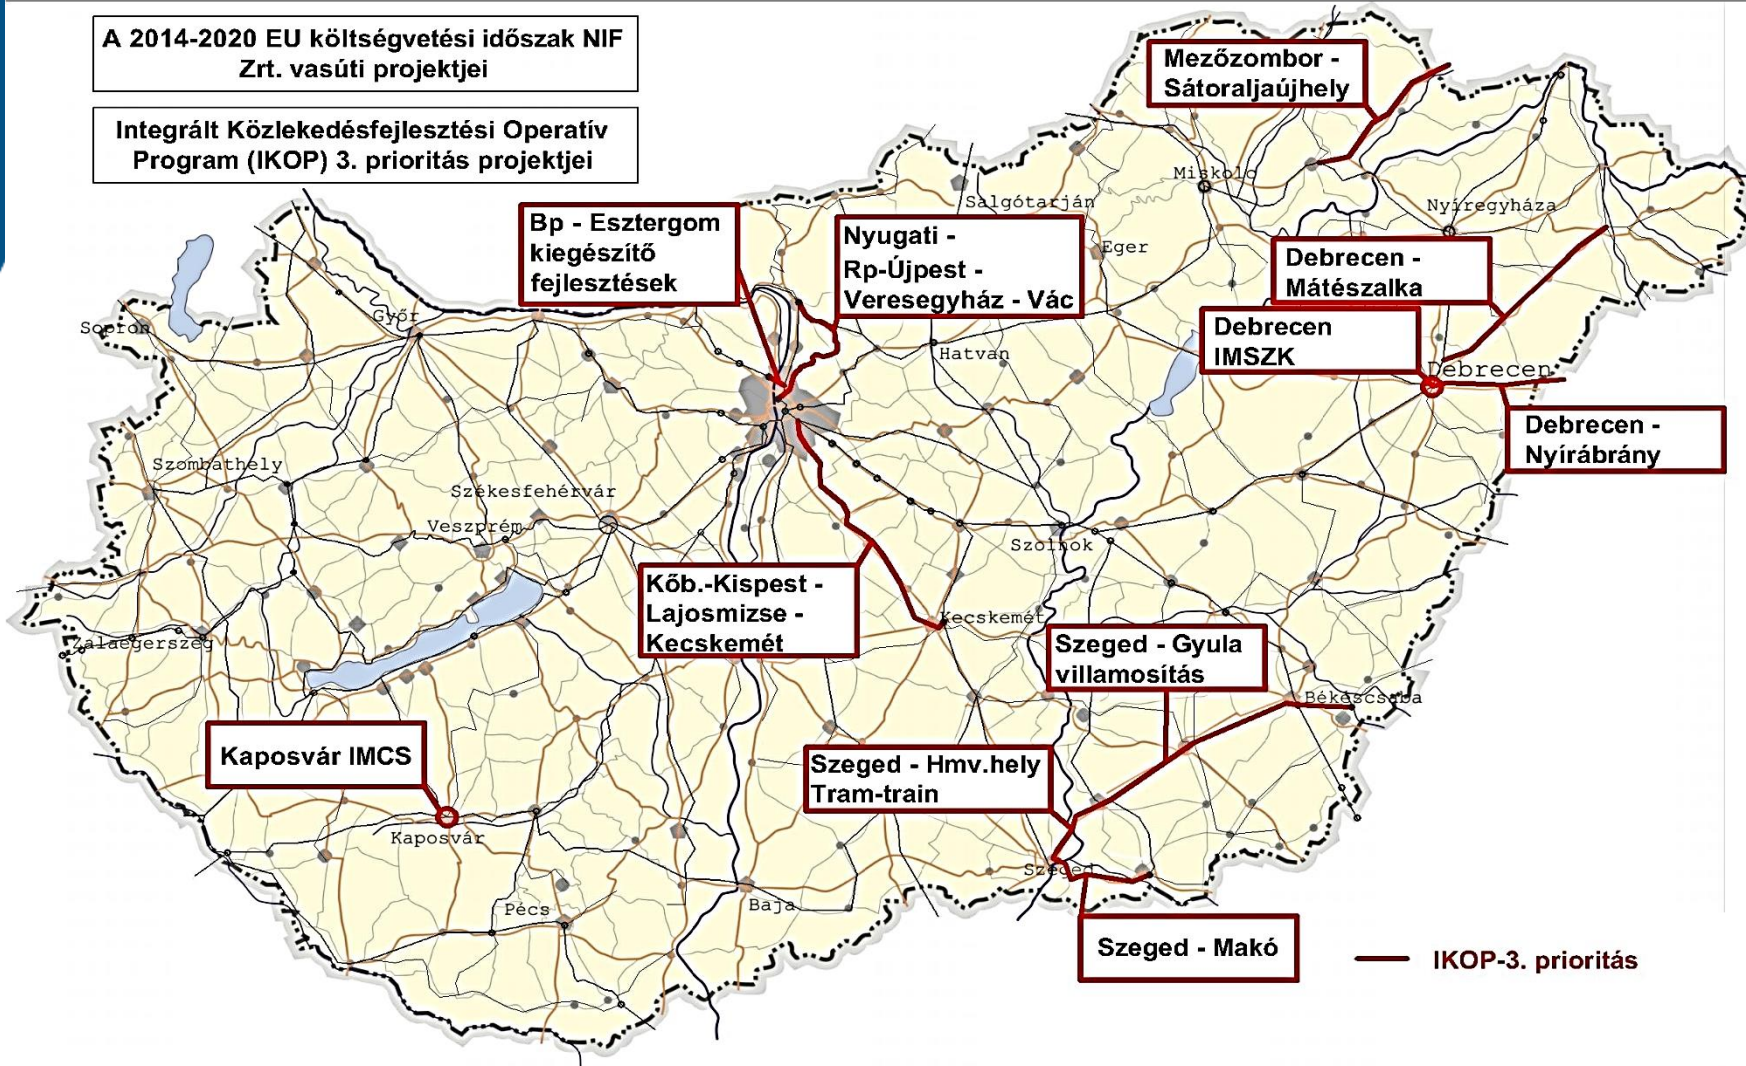 A 2014-2020 EU költségvetési időszak NIF
Zrt. vasúti projektjei
Integrált Közlekedésfejlesztési Operatív
Program (IKOP) 3. prioritás projektjei
Mezőzombor -
Sátoraljaújhely
Miskolc
Salgótarján
Nyíregyháza
Bp - Esztergom
kiegészítő
fejlesztések
Nyugati -
Rp-Újpest -
Veresegyház - Vác
Eger
Debrecen -
Mátészalka
Sopron
Győr
Hatvan
Debrecen
IMSZK
Debrecen
Debrecen -
Nyírábrány
Szombathely
Székesfehérvár
Veszprém
Szolnok
Kőb.-Kispest -
Lajosmizse -
Kecskemét
Kecskemét
Zalaegerszeg
Szeged - Gyula
villamosítás
Békéscsaba
Kaposvár IMCS
Szeged - Hmv.hely
Tram-train
Kaposvár
Szeged
Pécs
Baja
Szeged - Makó
IKOP-3. prioritás